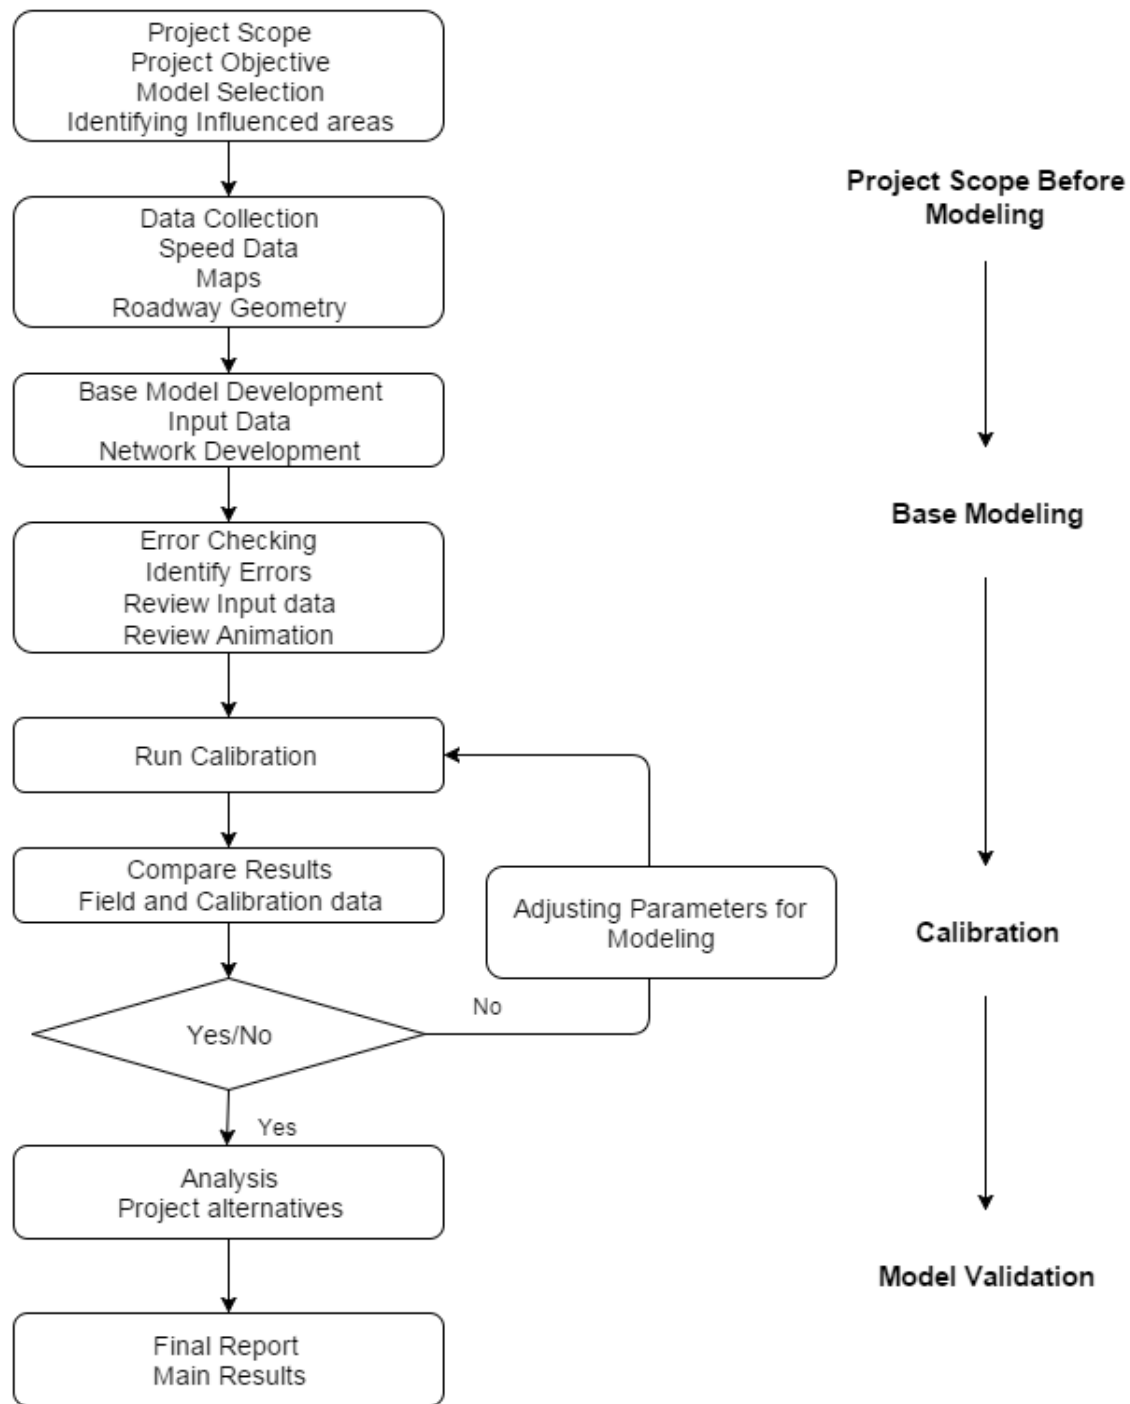 Project Scope
Project Objective
Model Selection
Identifying Influenced areas
Data Collection
Speed Data
Maps
Roadway Geometry
Base Model Development
Input Data
Network Development
Error Checking
Identify Errors
Review Input data
Review Animation
Run Calibration
Compare Results
Field and Calibration data
Adjusting Parameters for
Modeling
Yes/No
No
Yes
Analysis
Project alternatives
Final Report
Main Results
Project Scope Before
Modeling
Base Modeling
Calibration
Model Validation